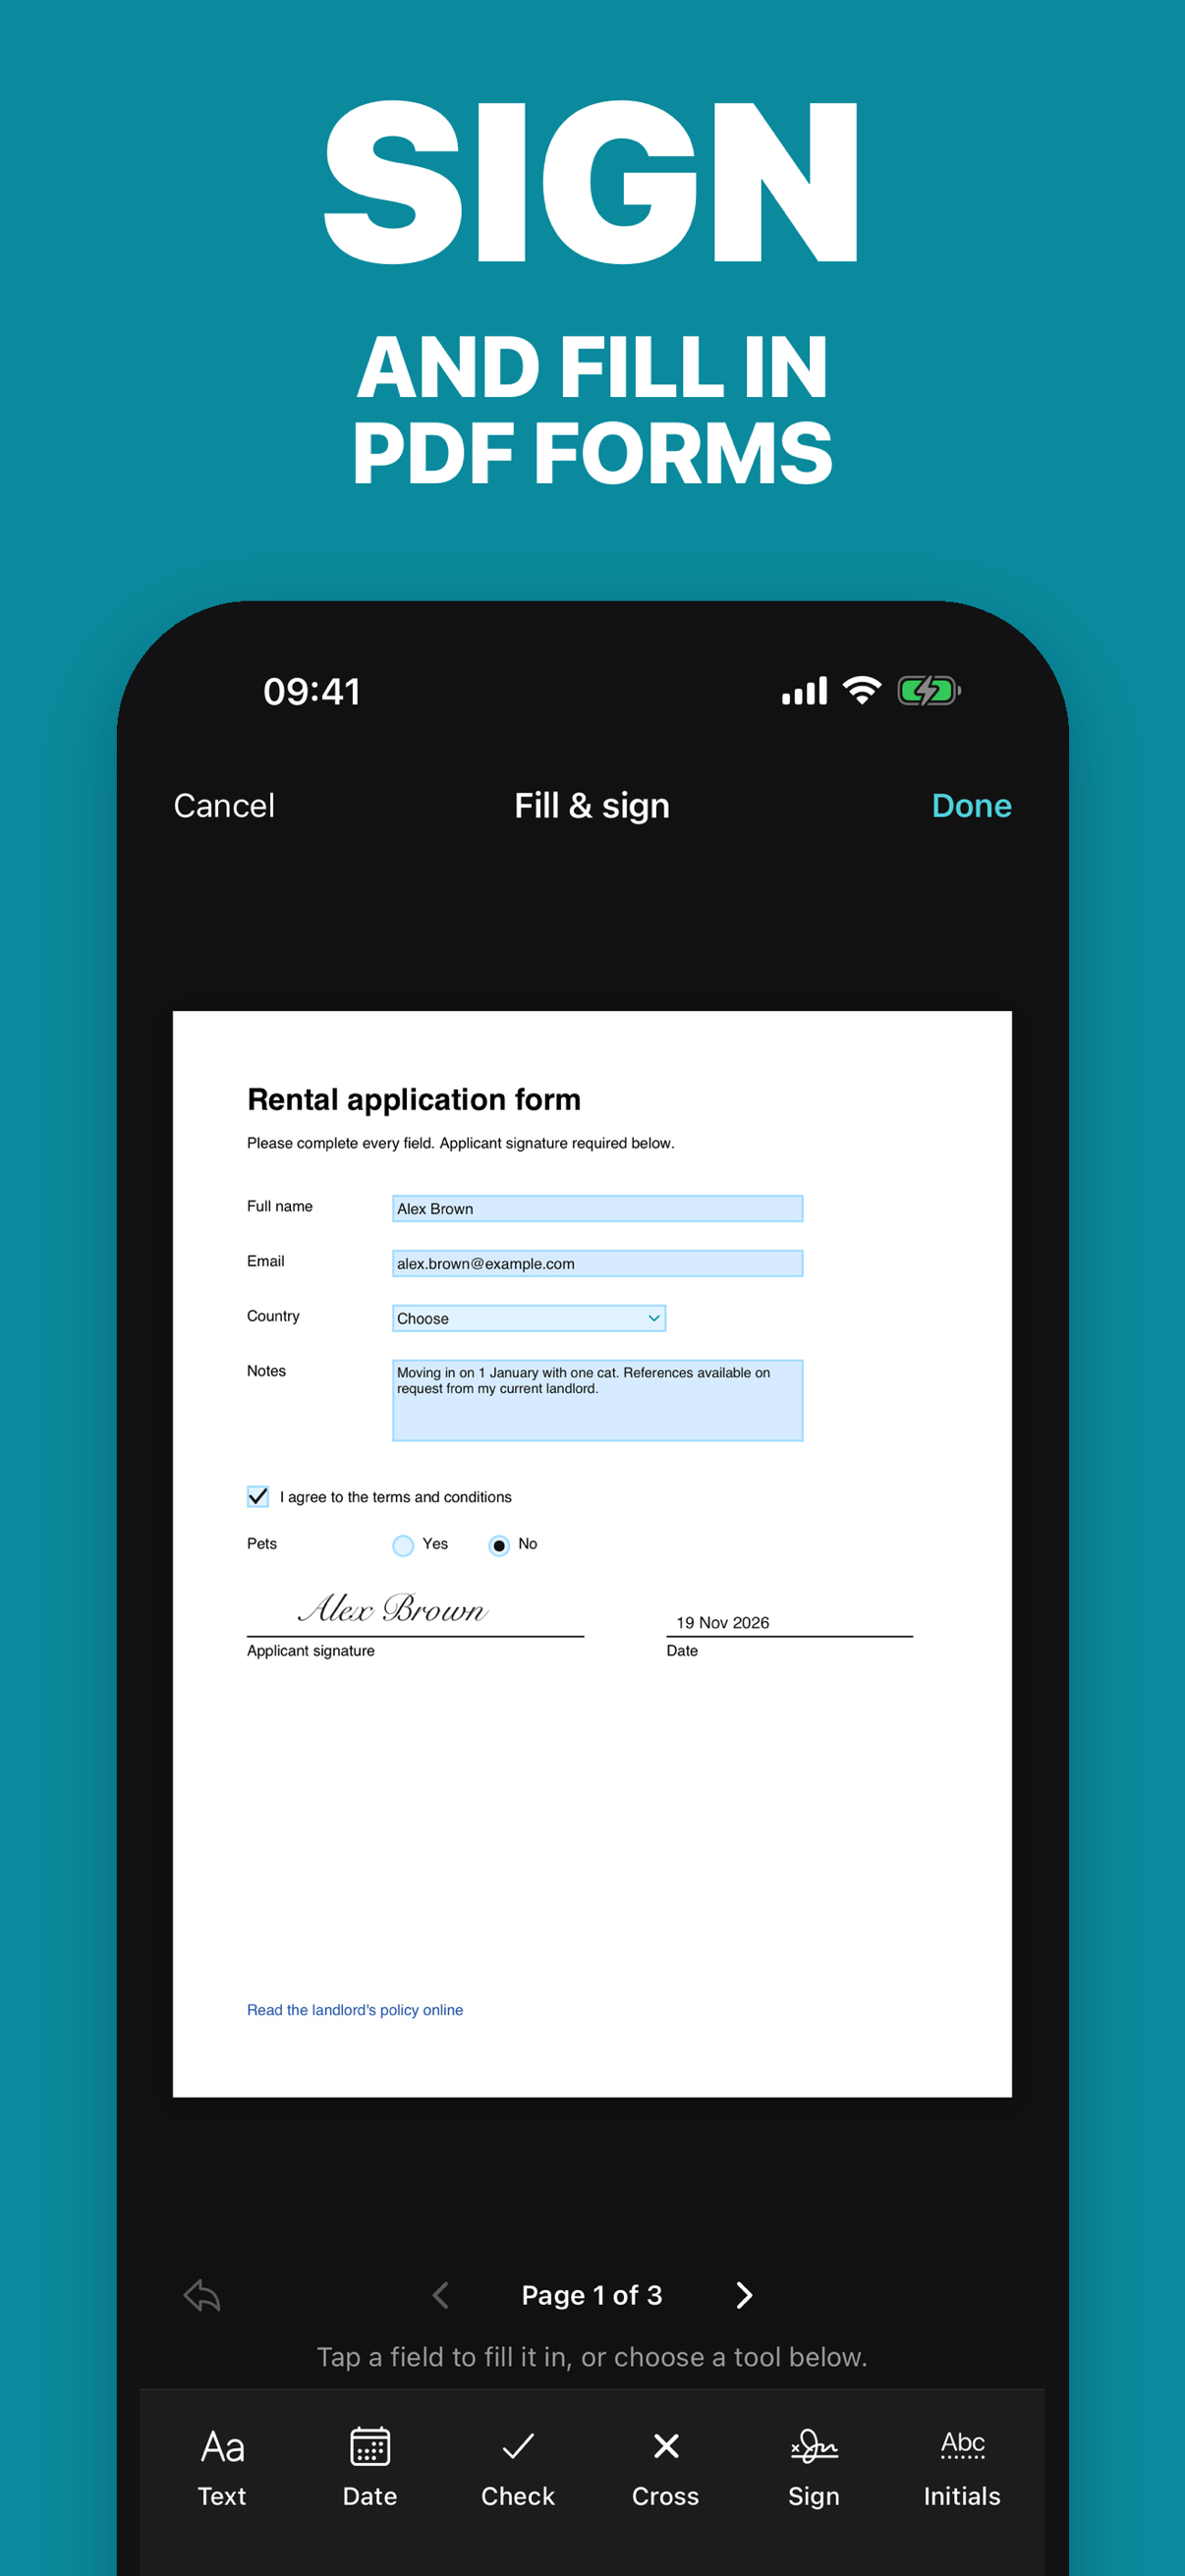 SIGN
AND FILL IN
PDF FORMS
09:41
Cancel
Fill & sign
Done
Rental application form
Please complete every field. Applicant signature required below.
Full name
Alex Brown
Email
alex.brown@example.com
Country
Choose
Notes
Moving in on 1 January with one cat. References available on
request from my current landlord.
I agree to the terms and conditions
Pets
Yes
No
Alex Brown
19 Nov 2026
Applicant signature
Date
Read the landlord's policy online
Page 1 of 3
Tap a field to fill it in, or choose a tool below.
Aa
Abc
Text
Date
Check
Cross
Sign
Initials